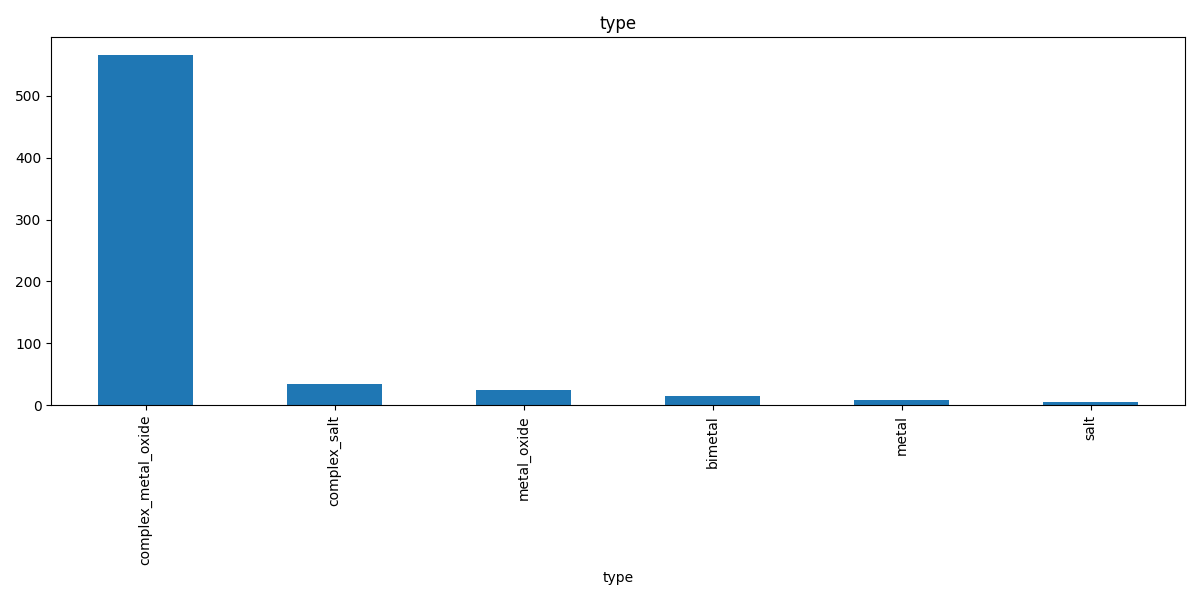 type
500
400
300
200
100
0
complex_metal_oxide
complex_salt
metal_oxide
bimetal
metal
salt
type